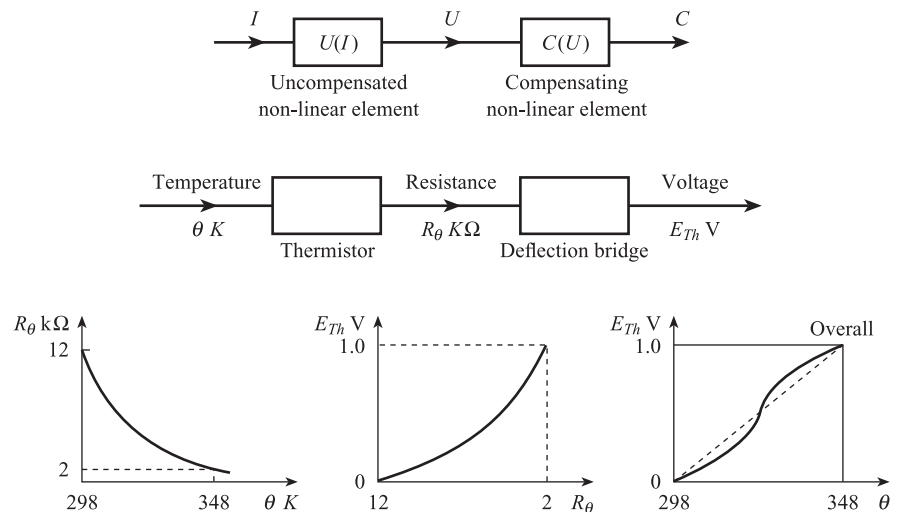 I U C
U(I) C(U)
Uncompensated Compensating
non-linear element non-linear element
Temperature Resistance Voltage
θ K R_θ KΩ E_Th V
Thermistor Deflection bridge
R_θ kΩ E_Th V E_Th V Overall
12 1.0 1.0
2 0 0
298 348 θ K 12 2 R_θ 298 348 θ